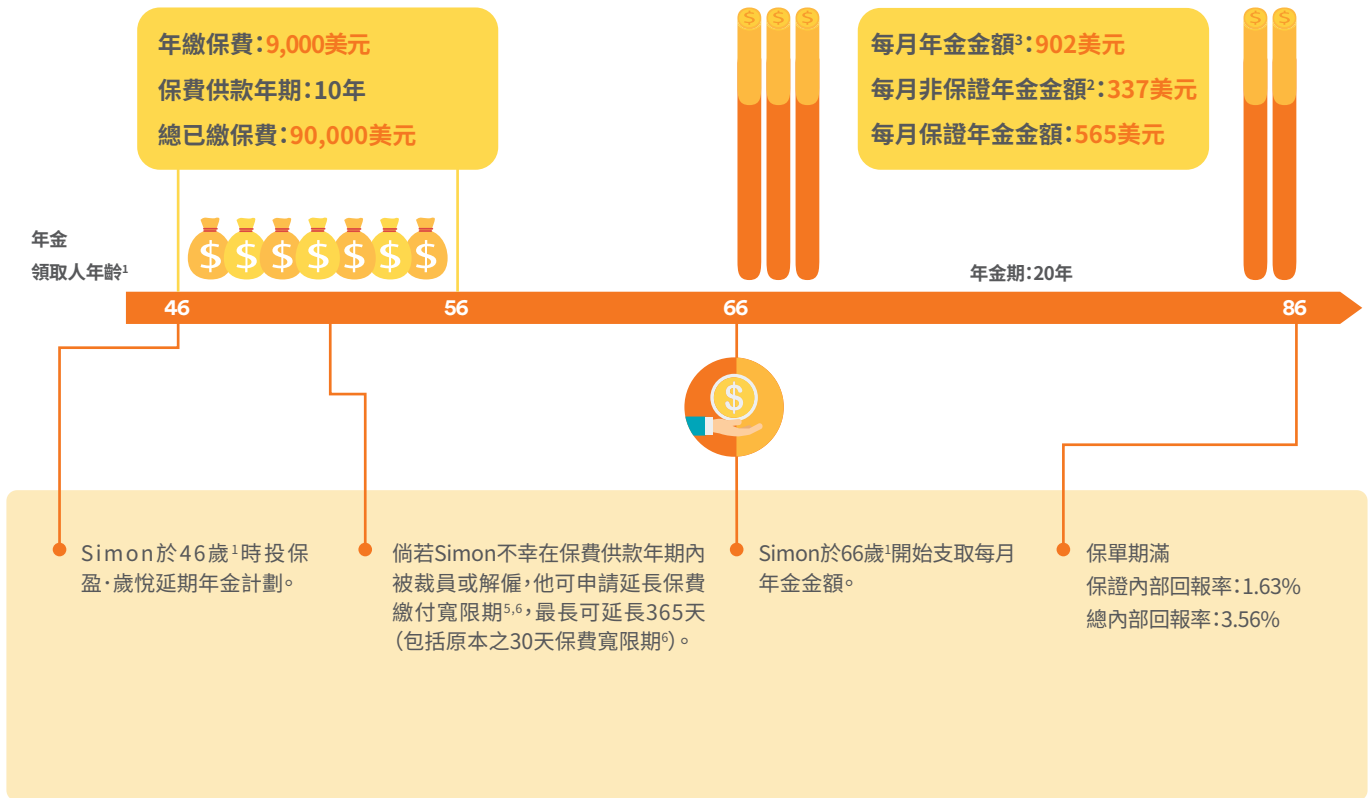 年繳保費：9,000美元
保費供款年期：10年
總已繳保費：90,000美元
每月年金金額³：902美元
每月非保證年金金額²：337美元
每月保證年金金額：565美元
年金
領取人年齡¹
年金期：20年
46 56 66 86
Simon於46歲¹時投保
盈·歲悅延期年金計劃。
倘若Simon不幸在保費供款年期內
被裁員或解僱，他可申請延長保費
繳付寬限期⁵,⁶，最長可延長365天
（包括原本之30天保費寬限期⁶）。
Simon於66歲¹開始支取每月
年金金額。
保單期滿
保證內部回報率：1.63%
總內部回報率：3.56%